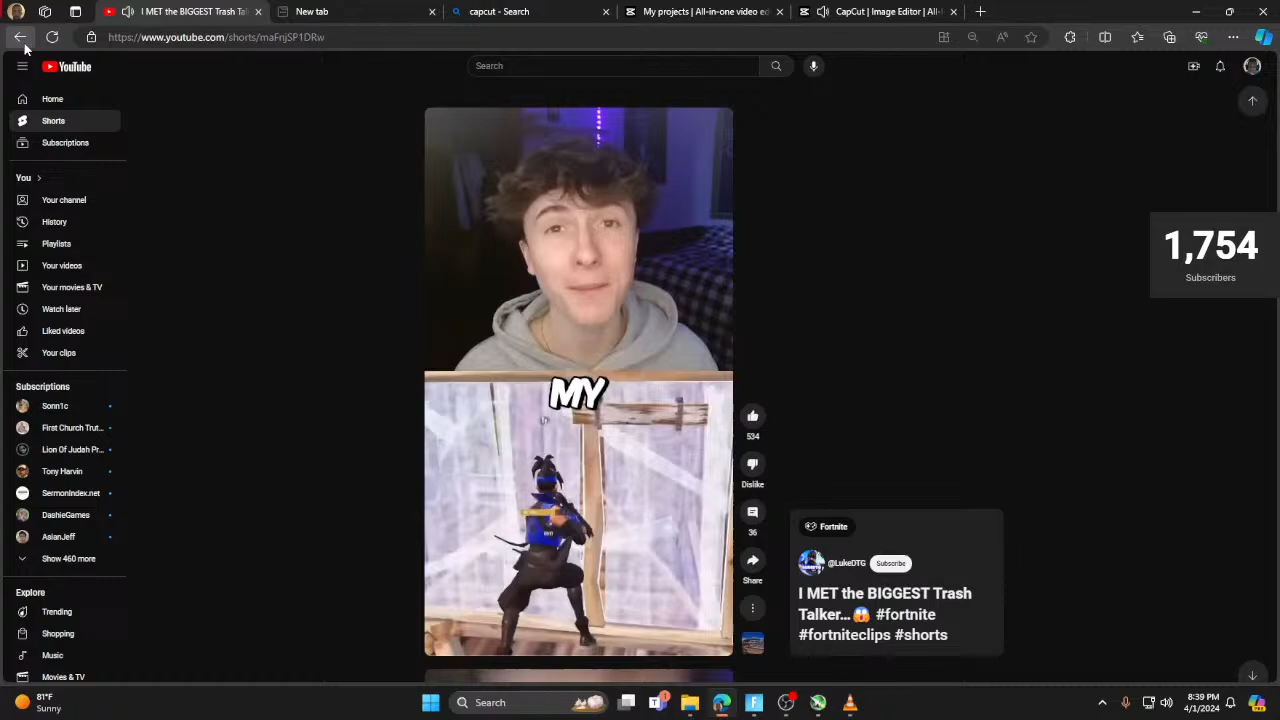 I MET the BIGGEST Trash Tal
New tab
capcut - Search
My projects | All-in-one video ed
CapCut | Image Editor | All-i
https://www.youtube.com/shorts/maFnjSP1DRw
YouTube
Search
Home
Shorts
Subscriptions
You
Your channel
History
Playlists
Your videos
Your movies & TV
Watch later
Liked videos
Your clips
Subscriptions
Sonn1c
First Church Trut...
Lion Of Judah Pr...
Tony Harvin
SermonIndex.net
DashieGames
AsianJeff
Show 460 more
Explore
Trending
Shopping
Music
Movies & TV
MY
534
Dislike
36
Share
Fortnite
@LukeDTG
Subscribe
I MET the BIGGEST Trash
Talker...😱 #fortnite
#fortniteclips #shorts
1,754
Subscribers
81°F
Sunny
Search
8:39 PM
4/1/2024